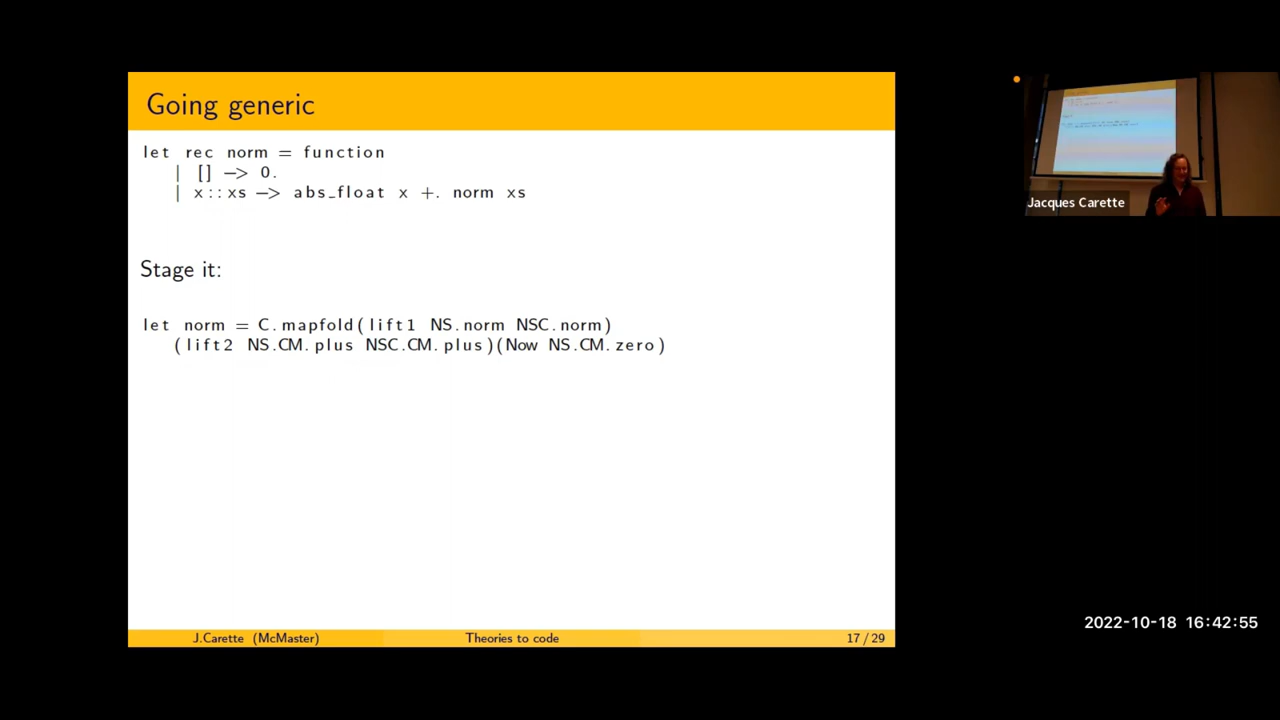 Going generic
let rec norm = function
| [] -> 0.
| x::xs -> abs_float x +. norm xs
Stage it:
let norm = C.mapfold(lift1 NS.norm NSC.norm)
(lift2 NS.CM.plus NSC.CM.plus)(Now NS.CM.zero)
J.Carette (McMaster)
Theories to code
17 / 29
Jacques Carette
2022-10-18 16:42:55